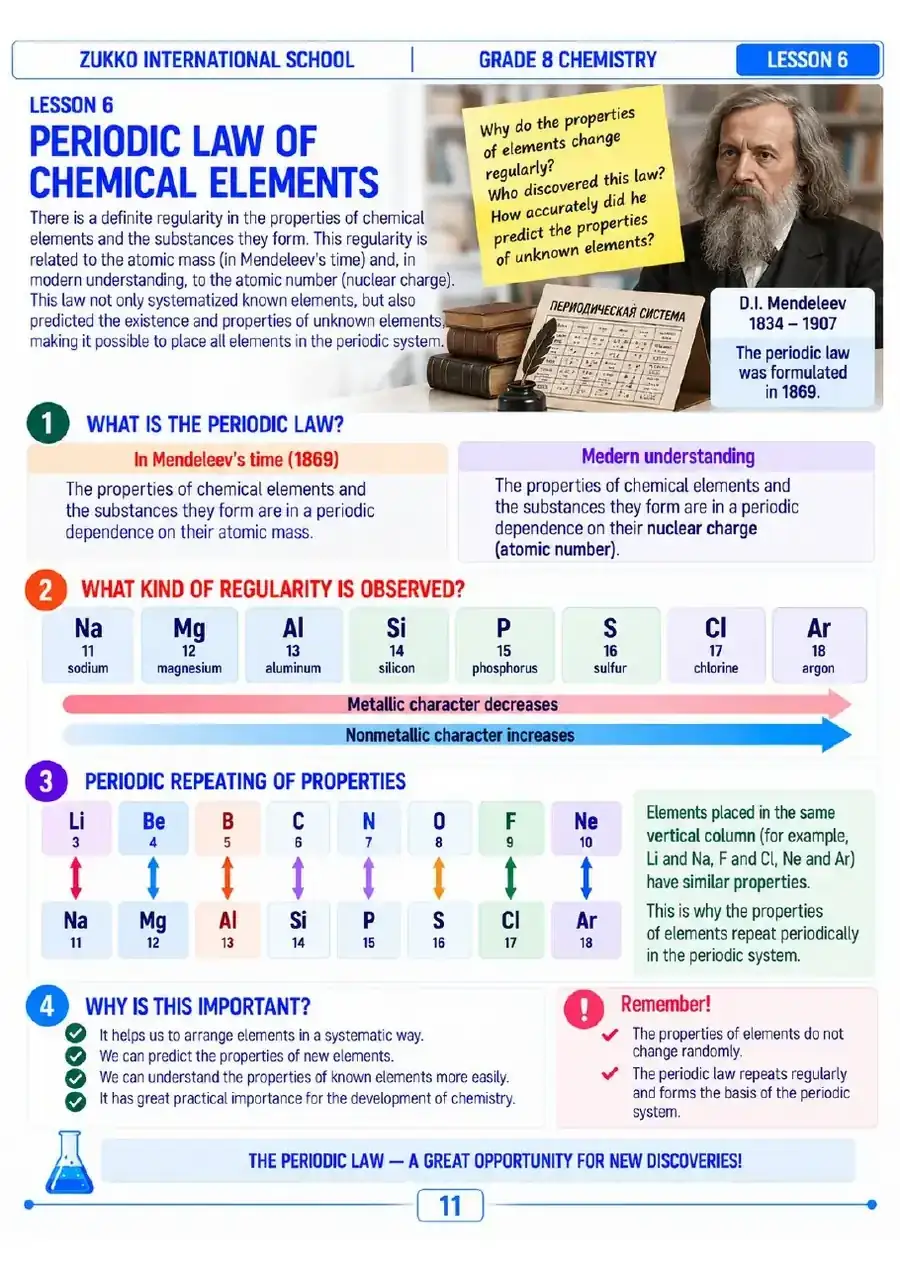 ZUKKO INTERNATIONAL SCHOOL | GRADE 8 CHEMISTRY
LESSON 6
LESSON 6
PERIODIC LAW OF
CHEMICAL ELEMENTS
There is a definite regularity in the properties of chemical
elements and the substances they form. This regularity is
related to the atomic mass (in Mendeleev's time) and, in
modern understanding, to the atomic number (nuclear charge).
This law not only systematized known elements, but also
predicted the existence and properties of unknown elements,
making it possible to place all elements in the periodic system.
Why do the properties
of elements change
regularly?
Who discovered this law?
How accurately did he
predict the properties
of unknown elements?
ПЕРИОДИЧЕСКАЯ СИСТЕМА
D.I. Mendeleev
1834 – 1907
The periodic law
was formulated
in 1869.
1 WHAT IS THE PERIODIC LAW?
In Mendeleev's time (1869)
The properties of chemical elements and
the substances they form are in a periodic
dependence on their atomic mass.
Medern understanding
The properties of chemical elements and
the substances they form are in a periodic
dependence on their nuclear charge
(atomic number).
2 WHAT KIND OF REGULARITY IS OBSERVED?
Na Mg Al Si P S Cl Ar
11 12 13 14 15 16 17 18
sodium magnesium aluminum silicon phosphorus sulfur chlorine argon
Metallic character decreases
Nonmetallic character increases
3 PERIODIC REPEATING OF PROPERTIES
Li Be B C N O F Ne
3 4 5 6 7 8 9 10
Na Mg Al Si P S Cl Ar
11 12 13 14 15 16 17 18
Elements placed in the same
vertical column (for example,
Li and Na, F and Cl, Ne and Ar)
have similar properties.
This is why the properties
of elements repeat periodically
in the periodic system.
4 WHY IS THIS IMPORTANT?
It helps us to arrange elements in a systematic way.
We can predict the properties of new elements.
We can understand the properties of known elements more easily.
It has great practical importance for the development of chemistry.
! Remember!
The properties of elements do not
change randomly.
The periodic law repeats regularly
and forms the basis of the periodic
system.
THE PERIODIC LAW — A GREAT OPPORTUNITY FOR NEW DISCOVERIES!
11